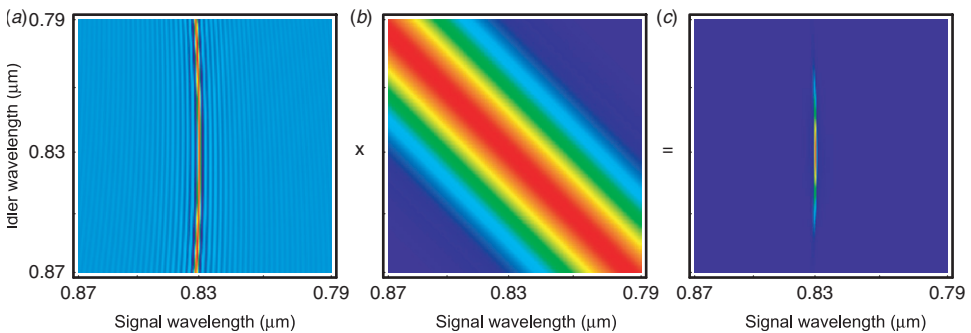 (a)
(b)
(c)
Idler wavelength (μm)
0.79
0.83
0.87
x
=
0.87 0.83 0.79
0.87 0.83 0.79
0.87 0.83 0.79
Signal wavelength (μm)
Signal wavelength (μm)
Signal wavelength (μm)